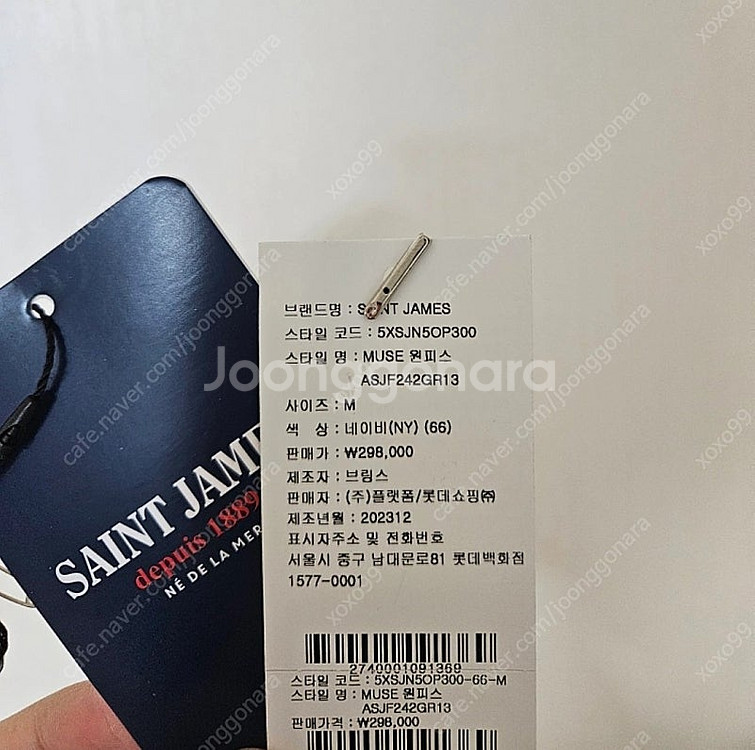 SAINT JAMES
depuis 1889
NÉ DE LA MER
브랜드명 : SAINT JAMES
스타일 코드 : 5XSJN5OP300
스타일 명 : MUSE 원피스
ASJF242GR13
사이즈 : M
색 상 : 네이비(NY) (66)
판매가 : ₩298,000
제조자 : 브링스
판매자 : (주)플랫폼/롯데쇼핑㈜
제조년월 : 202312
표시자주소 및 전화번호
서울시 중구 남대문로81 롯데백화점
1577-0001
2740001091369
스타일 코드 : 5XSJN5OP300-66-M
스타일 명 : MUSE 원피스
ASJF242GR13
판매가격 : ₩298,000
Joonggonara
cafe.naver.com/joonggonara
xoxo99